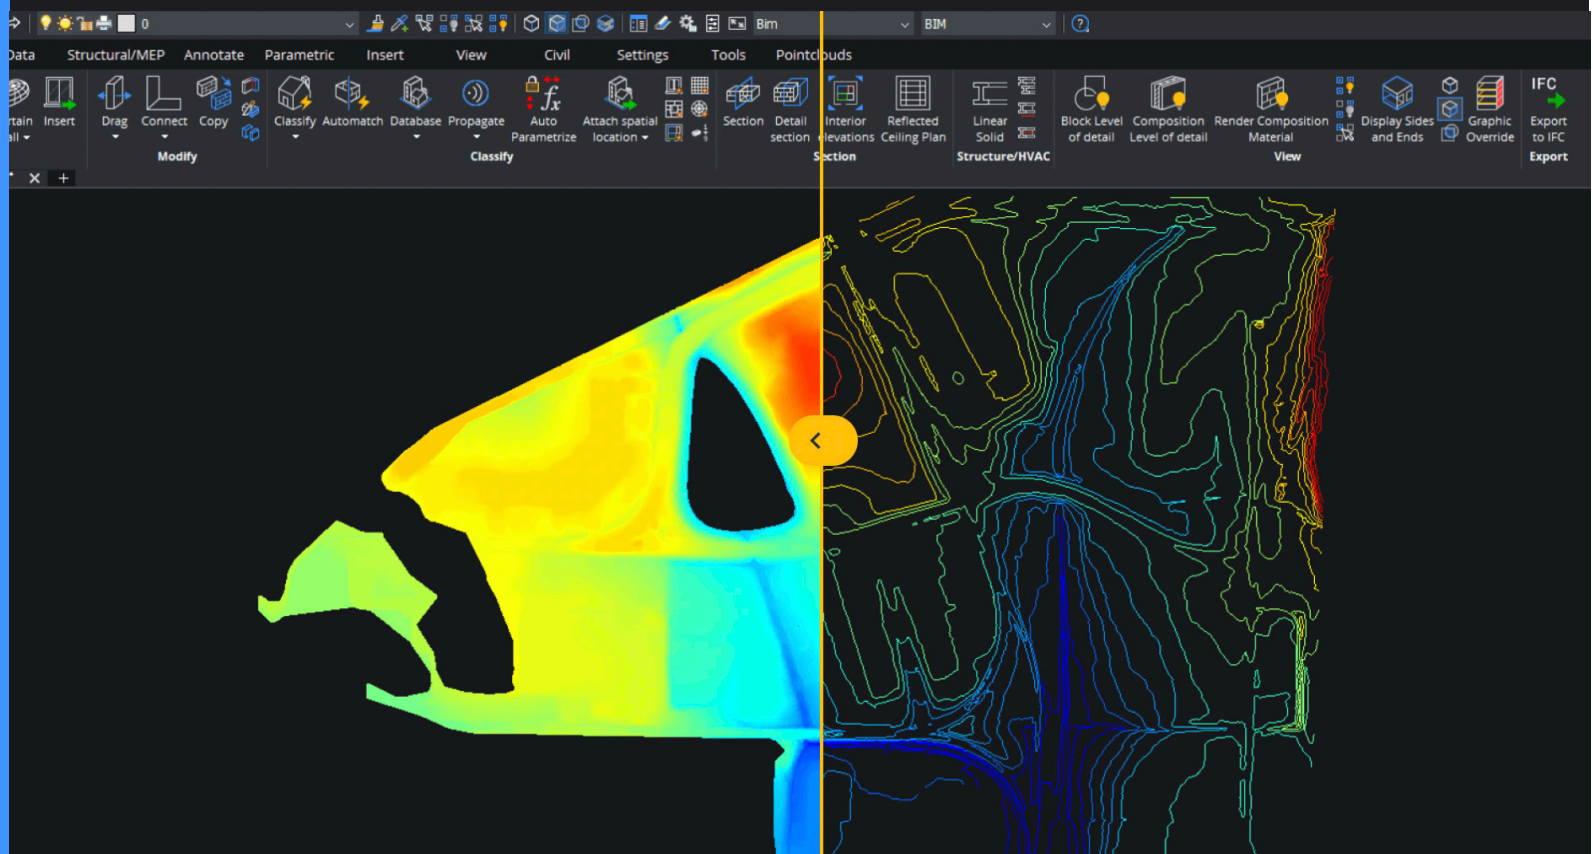 0
Bim
BIM
Data
Structural/MEP
Annotate
Parametric
Insert
View
Civil
Settings
Tools
Pointclouds
Insert
Drag
Connect
Copy
Classify
Automatch
Database
Propagate
Auto
Parametrize
Attach spatial
location
Section
Detail
section
Interior
elevations
Reflected
Ceiling Plan
Linear
Solid
Block Level
of detail
Composition
Level of detail
Render Composition
Material
Display Sides
and Ends
Graphic
Override
IFC
Export
to IFC
Modify
Classify
Section
Structure/HVAC
View
Export